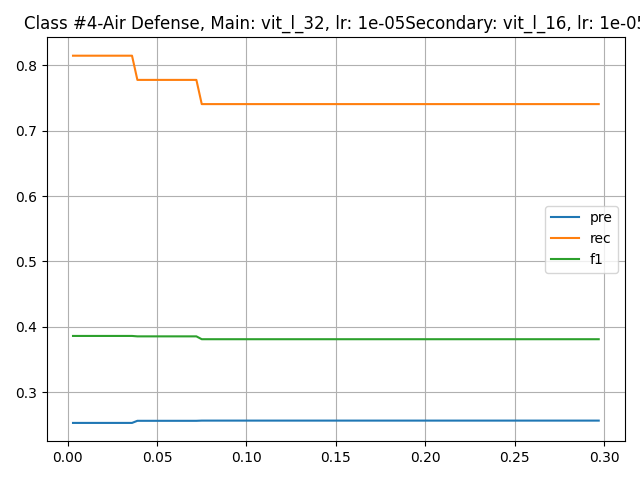 Class #4-Air Defense, Main: vit_l_32, lr: 1e-05Secondary: vit_l_16, lr: 1e-05
0.8
0.7
0.6
0.5
0.4
0.3
pre
rec
f1
0.00 0.05 0.10 0.15 0.20 0.25 0.30